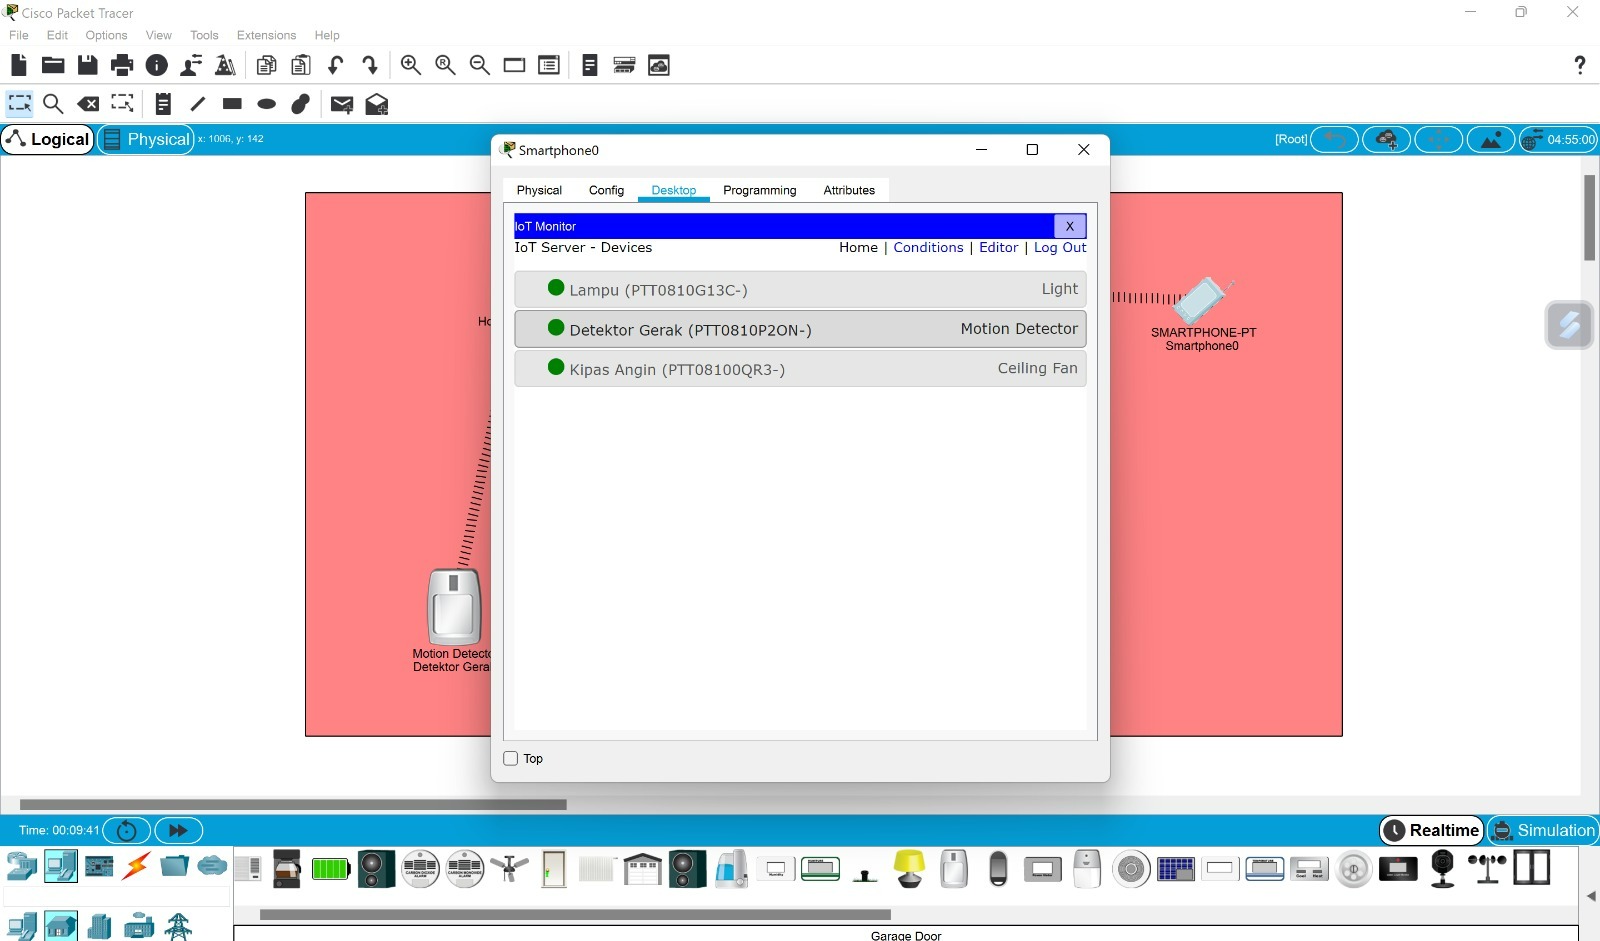 Cisco Packet Tracer
File Edit Options View Tools Extensions Help
?
Logical Physical x: 1006, y: 142 [Root] 04:55:00
Smartphone0
Physical Config Desktop Programming Attributes
IoT Monitor X
IoT Server - Devices Home | Conditions | Editor | Log Out
Lampu (PTT0810G13C-) Light
Detektor Gerak (PTT0810P2ON-) Motion Detector
Kipas Angin (PTT08100QR3-) Ceiling Fan
Ho
SMARTPHONE-PT
Smartphone0
Motion Detecto
Detektor Gera
Top
Time: 00:09:41 Realtime Simulation
Garage Door